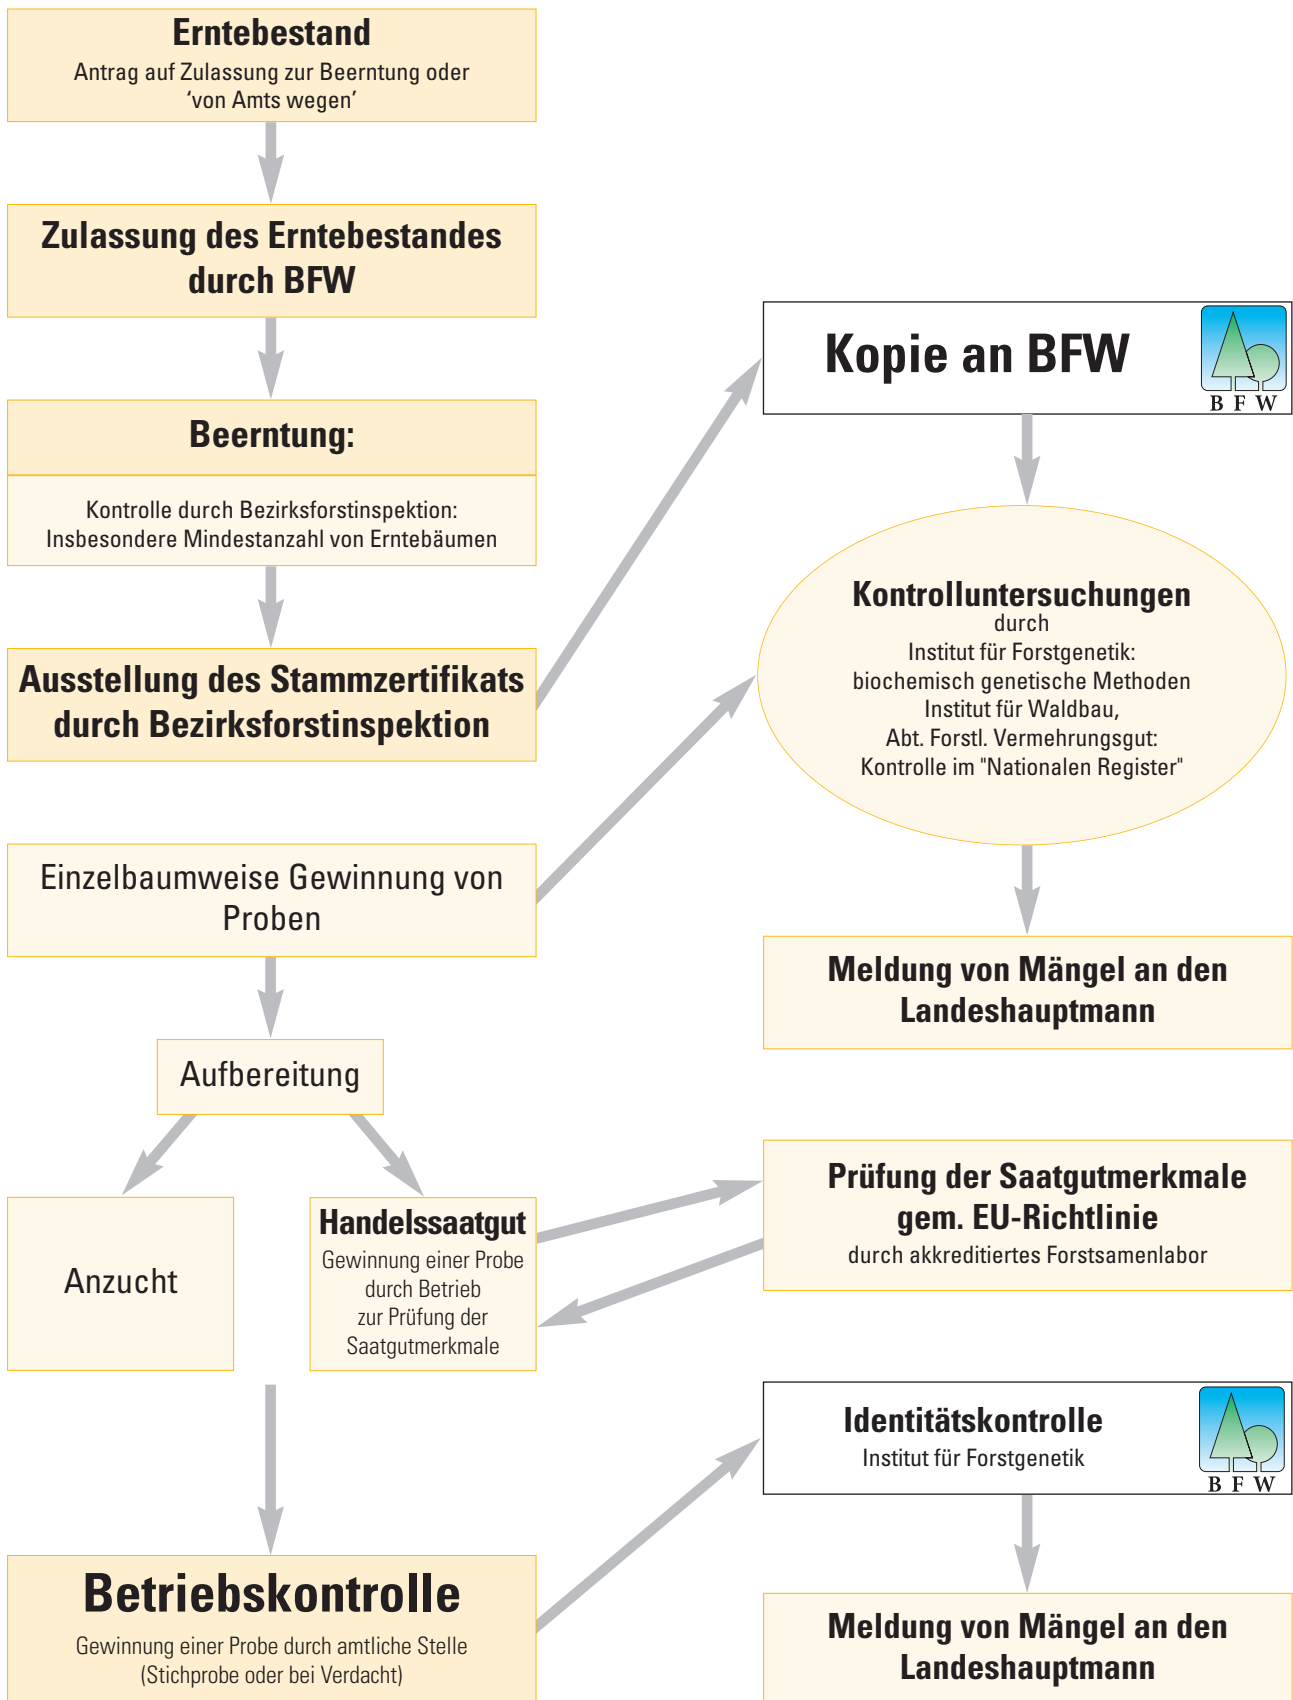 Erntebestand
Antrag auf Zulassung zur Beerntung oder
‘von Amts wegen’
Zulassung des Erntebestandes
durch BFW
Beerntung:
Kontrolle durch Bezirksforstinspektion:
Insbesondere Mindestanzahl von Erntebäumen
Ausstellung des Stammzertifikats
durch Bezirksforstinspektion
Kopie an BFW
B F W
Kontrolluntersuchungen
durch
Institut für Forstgenetik:
biochemisch genetische Methoden
Institut für Waldbau,
Abt. Forstl. Vermehrungsgut:
Kontrolle im "Nationalen Register"
Einzelbaumweise Gewinnung von
Proben
Meldung von Mängel an den
Landeshauptmann
Aufbereitung
Anzucht
Handelssaatgut
Gewinnung einer Probe
durch Betrieb
zur Prüfung der
Saatgutmerkmale
Prüfung der Saatgutmerkmale
gem. EU-Richtlinie
durch akkreditiertes Forstsamenlabor
Identitätskontrolle
Institut für Forstgenetik
B F W
Betriebskontrolle
Gewinnung einer Probe durch amtliche Stelle
(Stichprobe oder bei Verdacht)
Meldung von Mängel an den
Landeshauptmann